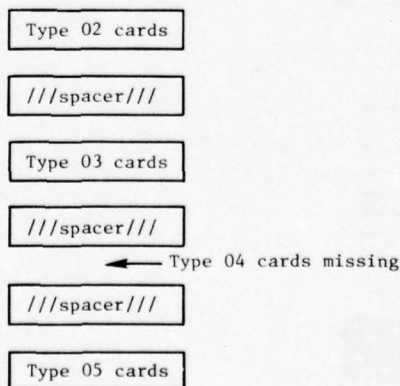 Type 02 cards
///spacer///
Type 03 cards
///spacer///
Type 04 cards missing
///spacer///
Type 05 cards